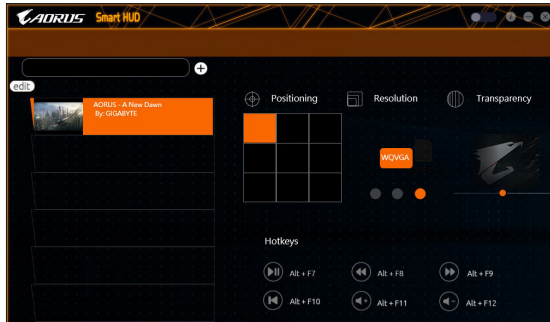 AORUS Smart HUD
edit
AORUS - A New Dawn
By: GIGABYTE
Positioning Resolution Transparency
WQVGA
Hotkeys
Alt + F7 Alt + F8 Alt + F9
Alt + F10 Alt + F11 Alt + F12